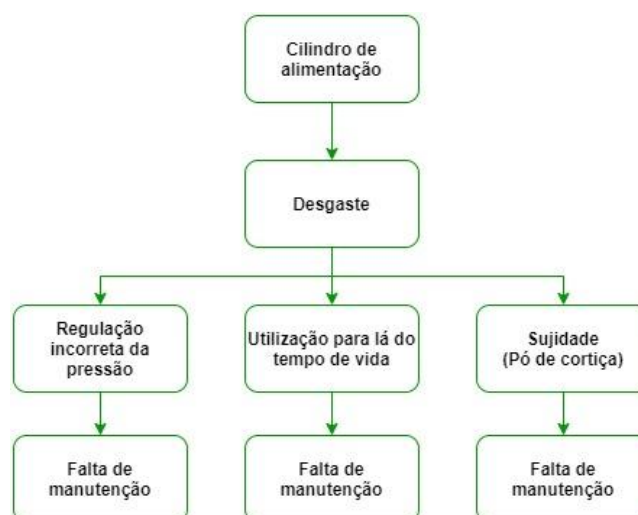 Cilindro de
alimentação
Desgaste
Regulação
incorreta da
pressão
Utilização para lá do
tempo de vida
Sujidade
(Pó de cortiça)
Falta de
manutenção
Falta de
manutenção
Falta de
manutenção